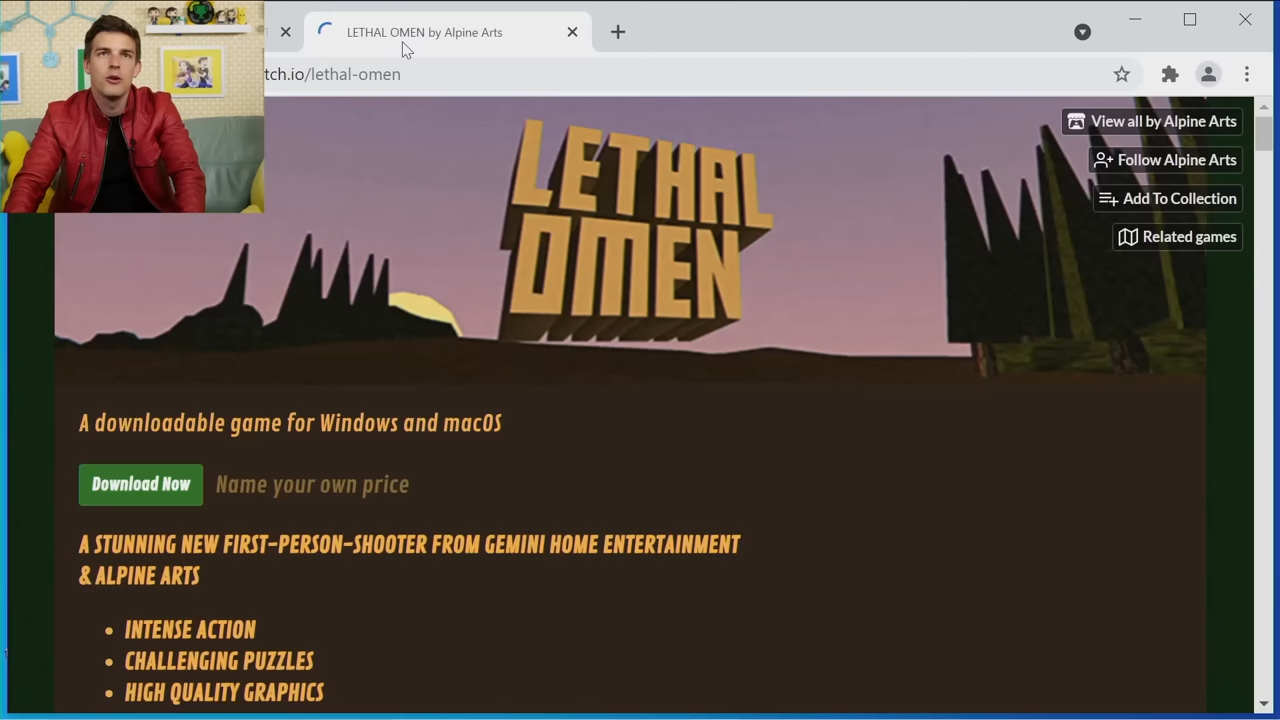 LETHAL OMEN by Alpine Arts
tch.io/lethal-omen
View all by Alpine Arts
Follow Alpine Arts
Add To Collection
Related games
LETHAL
OMEN
A downloadable game for Windows and macOS
Download Now Name your own price
A STUNNING NEW FIRST-PERSON-SHOOTER FROM GEMINI HOME ENTERTAINMENT
& ALPINE ARTS
• INTENSE ACTION
• CHALLENGING PUZZLES
• HIGH QUALITY GRAPHICS